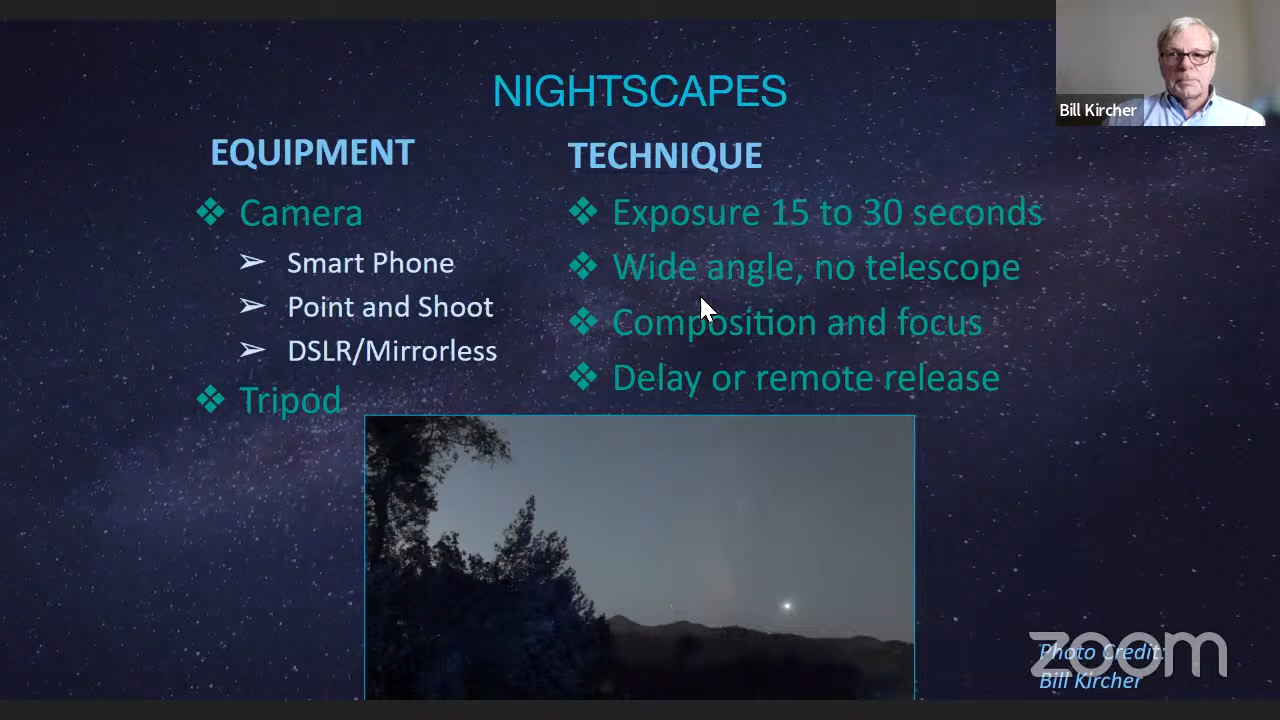 NIGHTSCAPES
EQUIPMENT
Camera
Smart Phone
Point and Shoot
DSLR/Mirrorless
Tripod
TECHNIQUE
Exposure 15 to 30 seconds
Wide angle, no telescope
Composition and focus
Delay or remote release
Bill Kircher
Photo Credit:
Bill Kircher
zoom